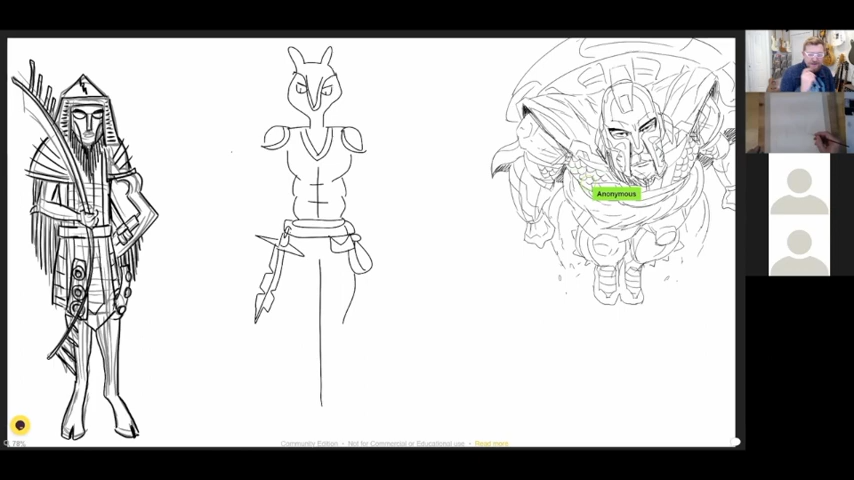 Anonymous
78%
Community Edition • Not for Commercial or Educational use • Read more